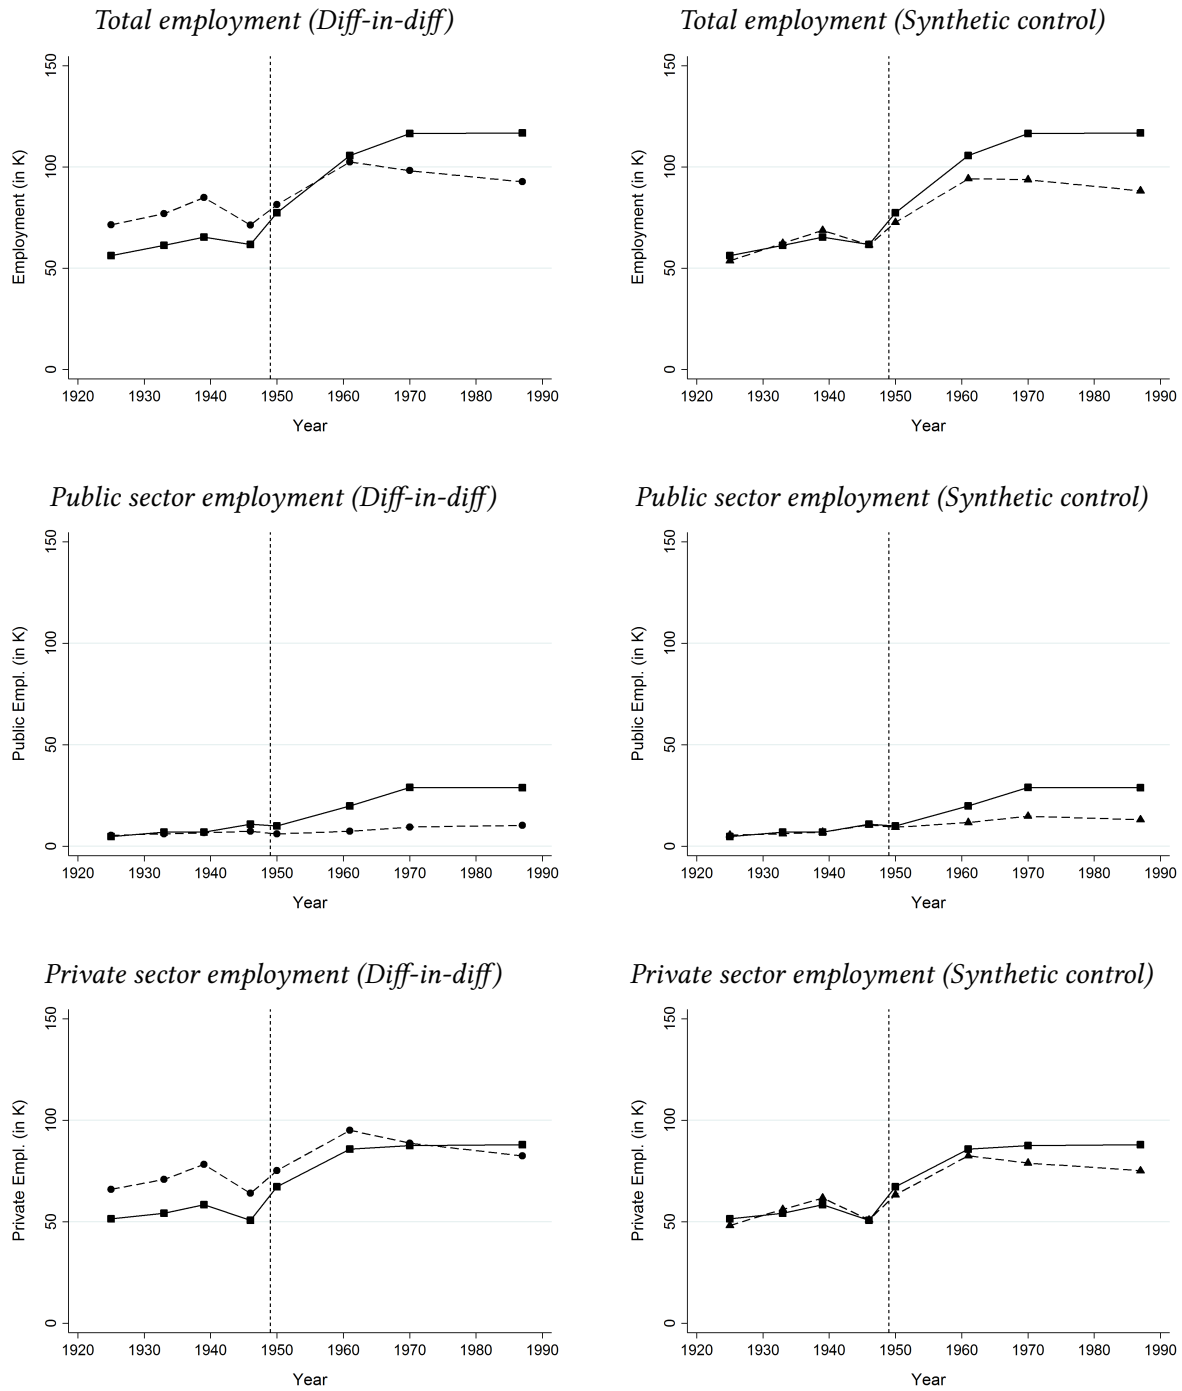 Total employment (Diff-in-diff)
150
100
50
0
Employment (in K)
1920 1930 1940 1950 1960 1970 1980 1990
Year
Total employment (Synthetic control)
150
100
50
0
Employment (in K)
1920 1930 1940 1950 1960 1970 1980 1990
Year
Public sector employment (Diff-in-diff)
150
100
50
0
Public Empl. (in K)
1920 1930 1940 1950 1960 1970 1980 1990
Year
Public sector employment (Synthetic control)
150
100
50
0
Public Empl. (in K)
1920 1930 1940 1950 1960 1970 1980 1990
Year
Private sector employment (Diff-in-diff)
150
100
50
0
Private Empl. (in K)
1920 1930 1940 1950 1960 1970 1980 1990
Year
Private sector employment (Synthetic control)
150
100
50
0
Private Empl. (in K)
1920 1930 1940 1950 1960 1970 1980 1990
Year